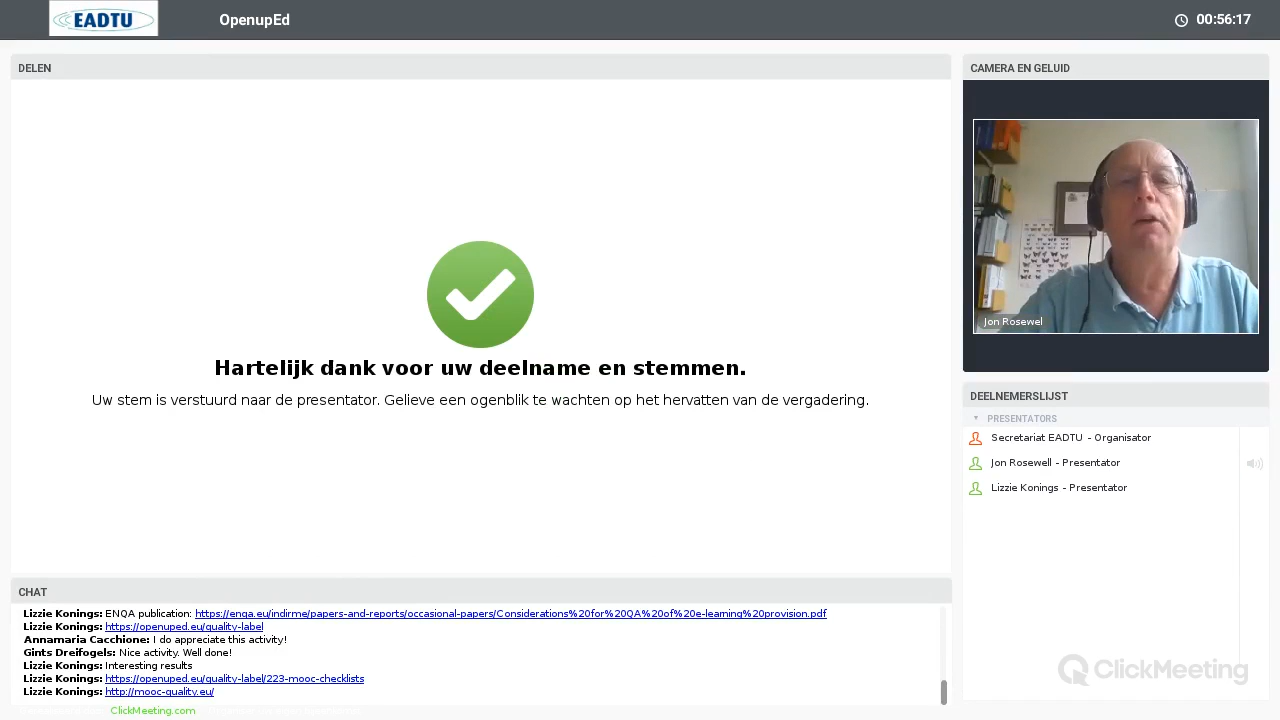 EADTU
OpenupEd
00:56:17
DELEN
CAMERA EN GELUID
Jon Rosewel
Hartelijk dank voor uw deelname en stemmen.
Uw stem is verstuurd naar de presentator. Gelieve een ogenblik te wachten op het hervatten van de vergadering.
DEELNEMERSLIJST
PRESENTATORS
Secretariat EADTU - Organisator
Jon Rosewell - Presentator
Lizzie Konings - Presentator
CHAT
Lizzie Konings: ENQA publication: https://enqa.eu/indirme/papers-and-reports/occasional-papers/Considerations%20for%20QA%20of%20e-learning%20provision.pdf
Lizzie Konings: https://openuped.eu/quality-label
Annamaria Cacchione: I do appreciate this activity!
Gints Dreifogels: Nice activity. Well done!
Lizzie Konings: Interesting results
Lizzie Konings: https://openuped.eu/quality-label/223-mooc-checklists
Lizzie Konings: http://mooc-quality.eu/
ClickMeeting
ClickMeeting.com